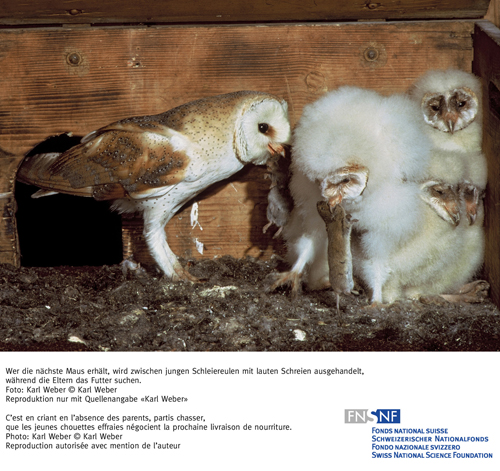 Wer die nächste Maus erhält, wird zwischen jungen Schleiereulen mit lauten Schreien ausgehandelt,
während die Eltern das Futter suchen.
Foto: Karl Weber © Karl Weber
Reproduktion nur mit Quellenangabe «Karl Weber»
C'est en criant en l'absence des parents, partis chasser,
que les jeunes chouettes effraies négocient la prochaine livraison de nourriture.
Photo: Karl Weber © Karl Weber
Reproduction autorisée avec mention de l'auteur
FNSNF
Fonds national suisse
Schweizerischer Nationalfonds
Fondo nazionale svizzero
Swiss National Science Foundation